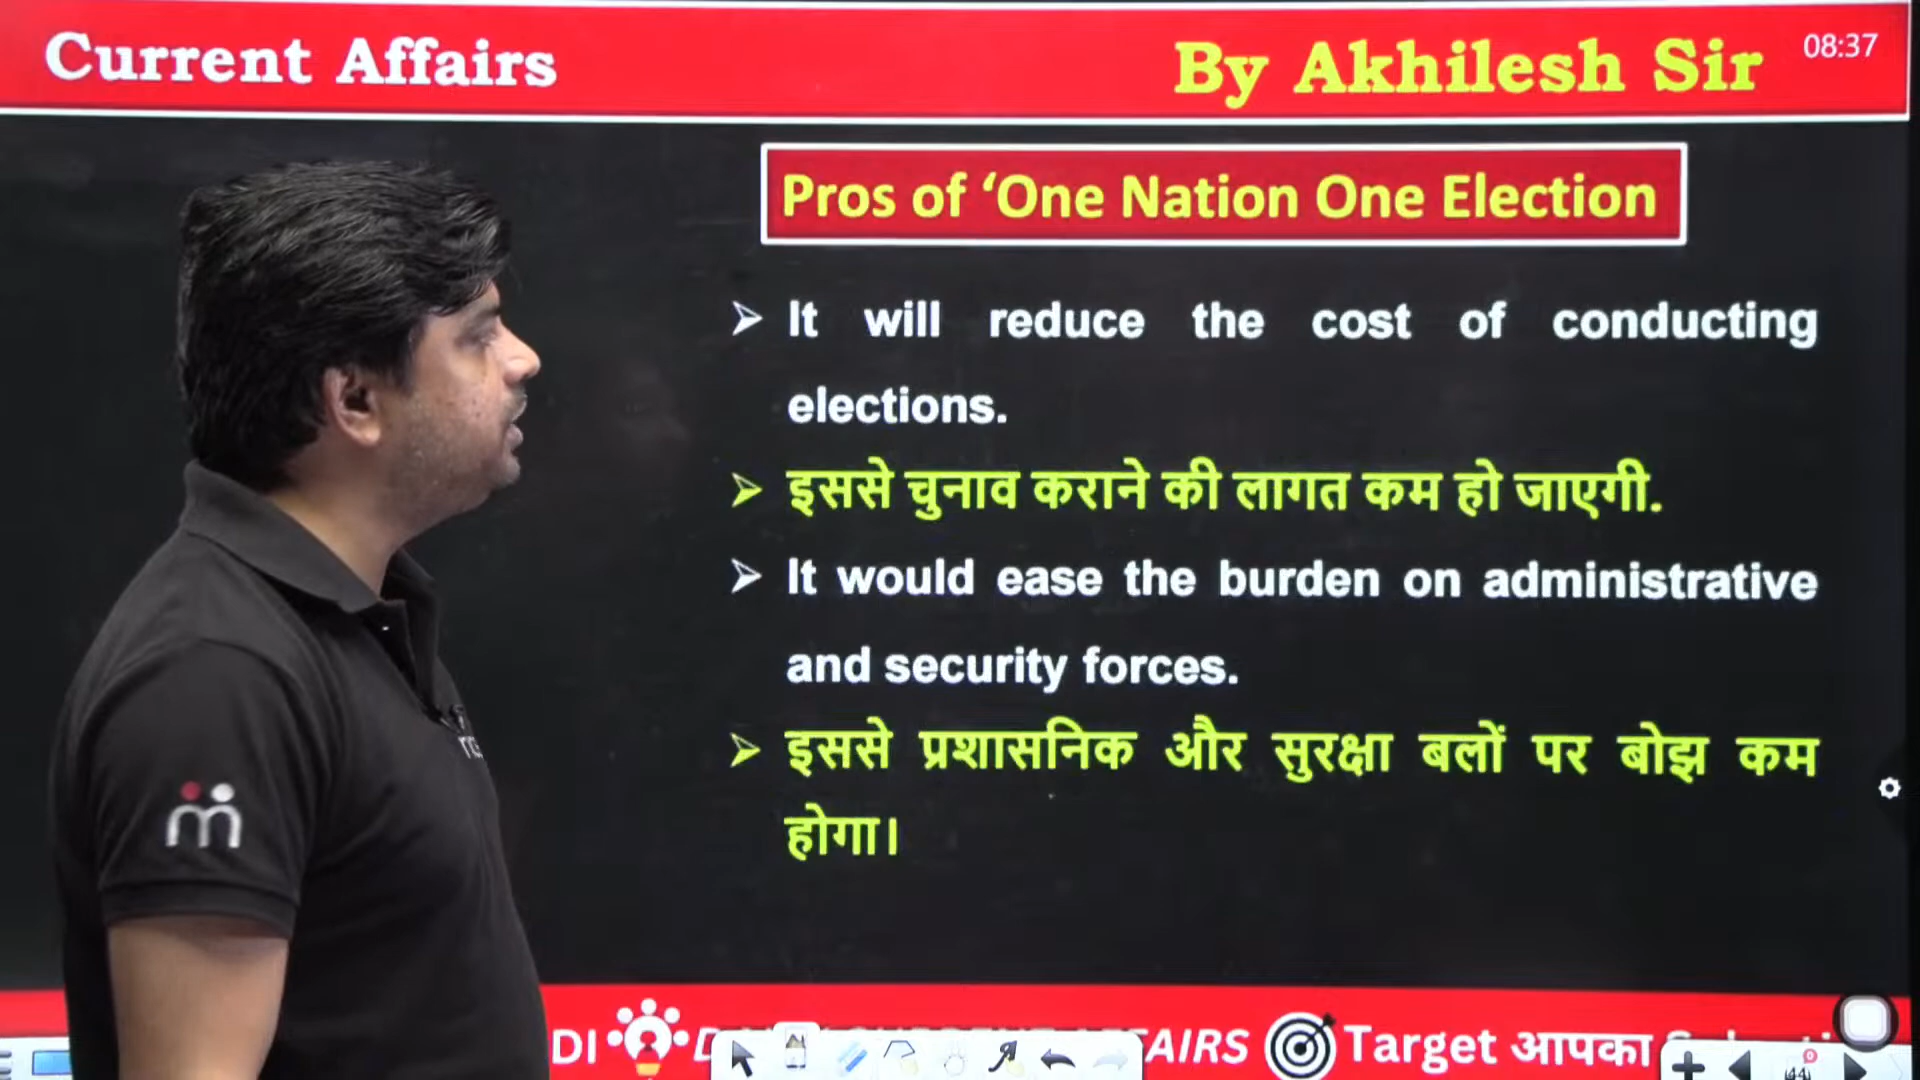 Current Affairs
By Akhilesh Sir
08:37
Pros of ‘One Nation One Election
➢ It will reduce the cost of conducting
elections.
➢ इससे चुनाव कराने की लागत कम हो जाएगी.
➢ It would ease the burden on administrative
and security forces.
➢ इससे प्रशासनिक और सुरक्षा बलों पर बोझ कम
होगा।
Target आपका